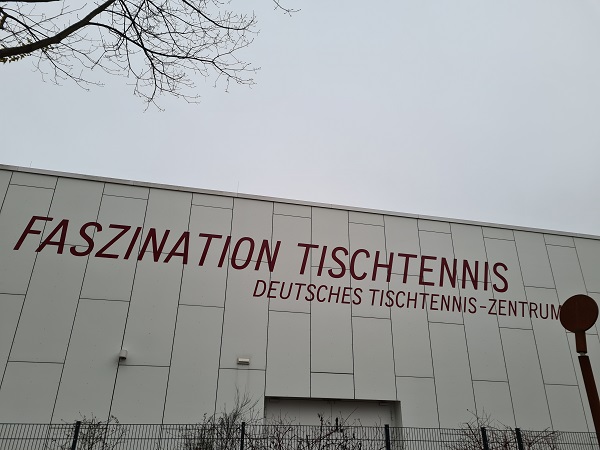 FASZINATION TISCHTENNIS
DEUTSCHES TISCHTENNIS-ZENTRUM